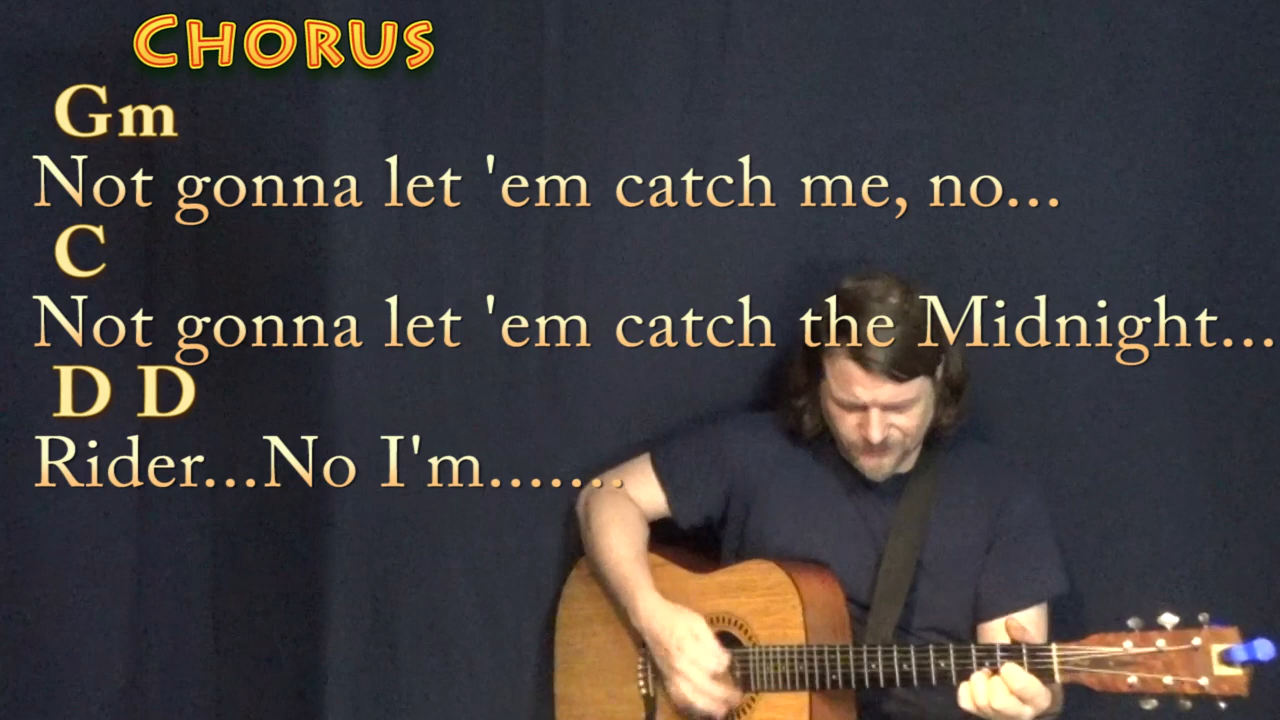 CHORUS
Gm
Not gonna let 'em catch me, no...
C
Not gonna let 'em catch the Midnight...
D D
Rider...No I'm.......